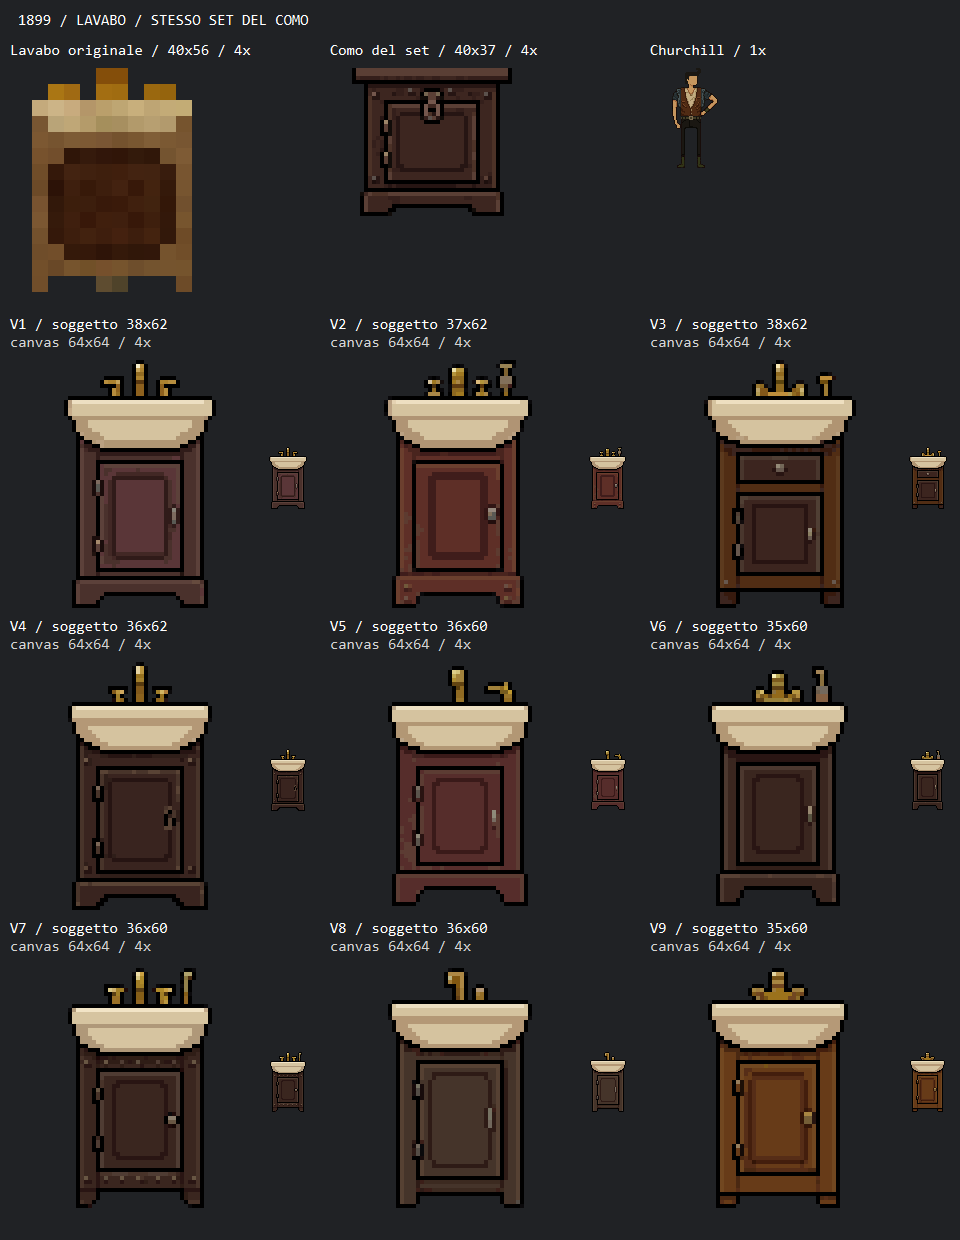 1899 / LAVABO / STESSO SET DEL COMO
Lavabo originale / 40x56 / 4x
Como del set / 40x37 / 4x
Churchill / 1x
V1 / soggetto 38x62
canvas 64x64 / 4x
V2 / soggetto 37x62
canvas 64x64 / 4x
V3 / soggetto 38x62
canvas 64x64 / 4x
V4 / soggetto 36x62
canvas 64x64 / 4x
V5 / soggetto 36x60
canvas 64x64 / 4x
V6 / soggetto 35x60
canvas 64x64 / 4x
V7 / soggetto 36x60
canvas 64x64 / 4x
V8 / soggetto 36x60
canvas 64x64 / 4x
V9 / soggetto 35x60
canvas 64x64 / 4x